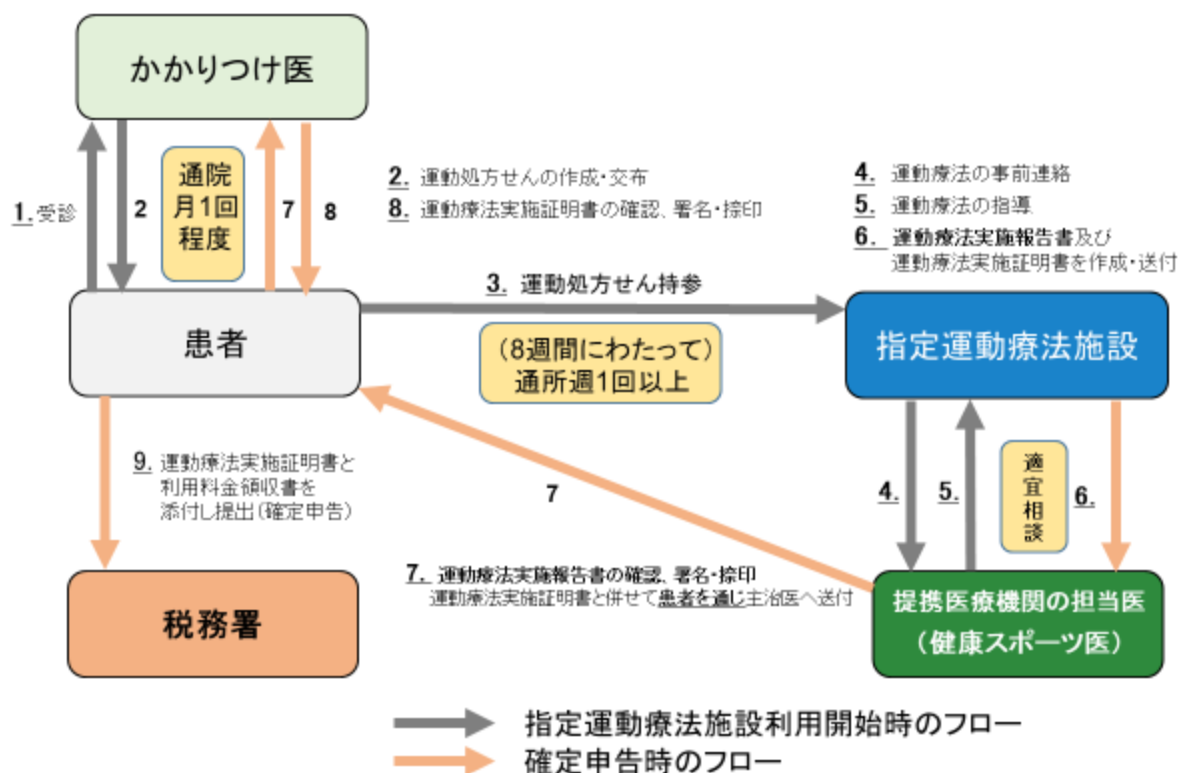 かかりつけ医
1.受診
2
通院
月1回
程度
7
8
2. 運動処方せんの作成・交布
8. 運動療法実施証明書の確認、署名・捺印
4. 運動療法の事前連絡
5. 運動療法の指導
6. 運動療法実施報告書及び
運動療法実施証明書を作成・送付
患者
3. 運動処方せん持参
(8週間にわたって)
通所週1回以上
指定運動療法施設
9. 運動療法実施証明書と
利用料金領収書を
添付し提出(確定申告)
7
4.
5.
適宜相談
6.
税務署
7. 運動療法実施報告書の確認、署名・捺印
運動療法実施証明書と併せて患者を通じ主治医へ送付
提携医療機関の担当医
(健康スポーツ医)
指定運動療法施設利用開始時のフロー
確定申告時のフロー